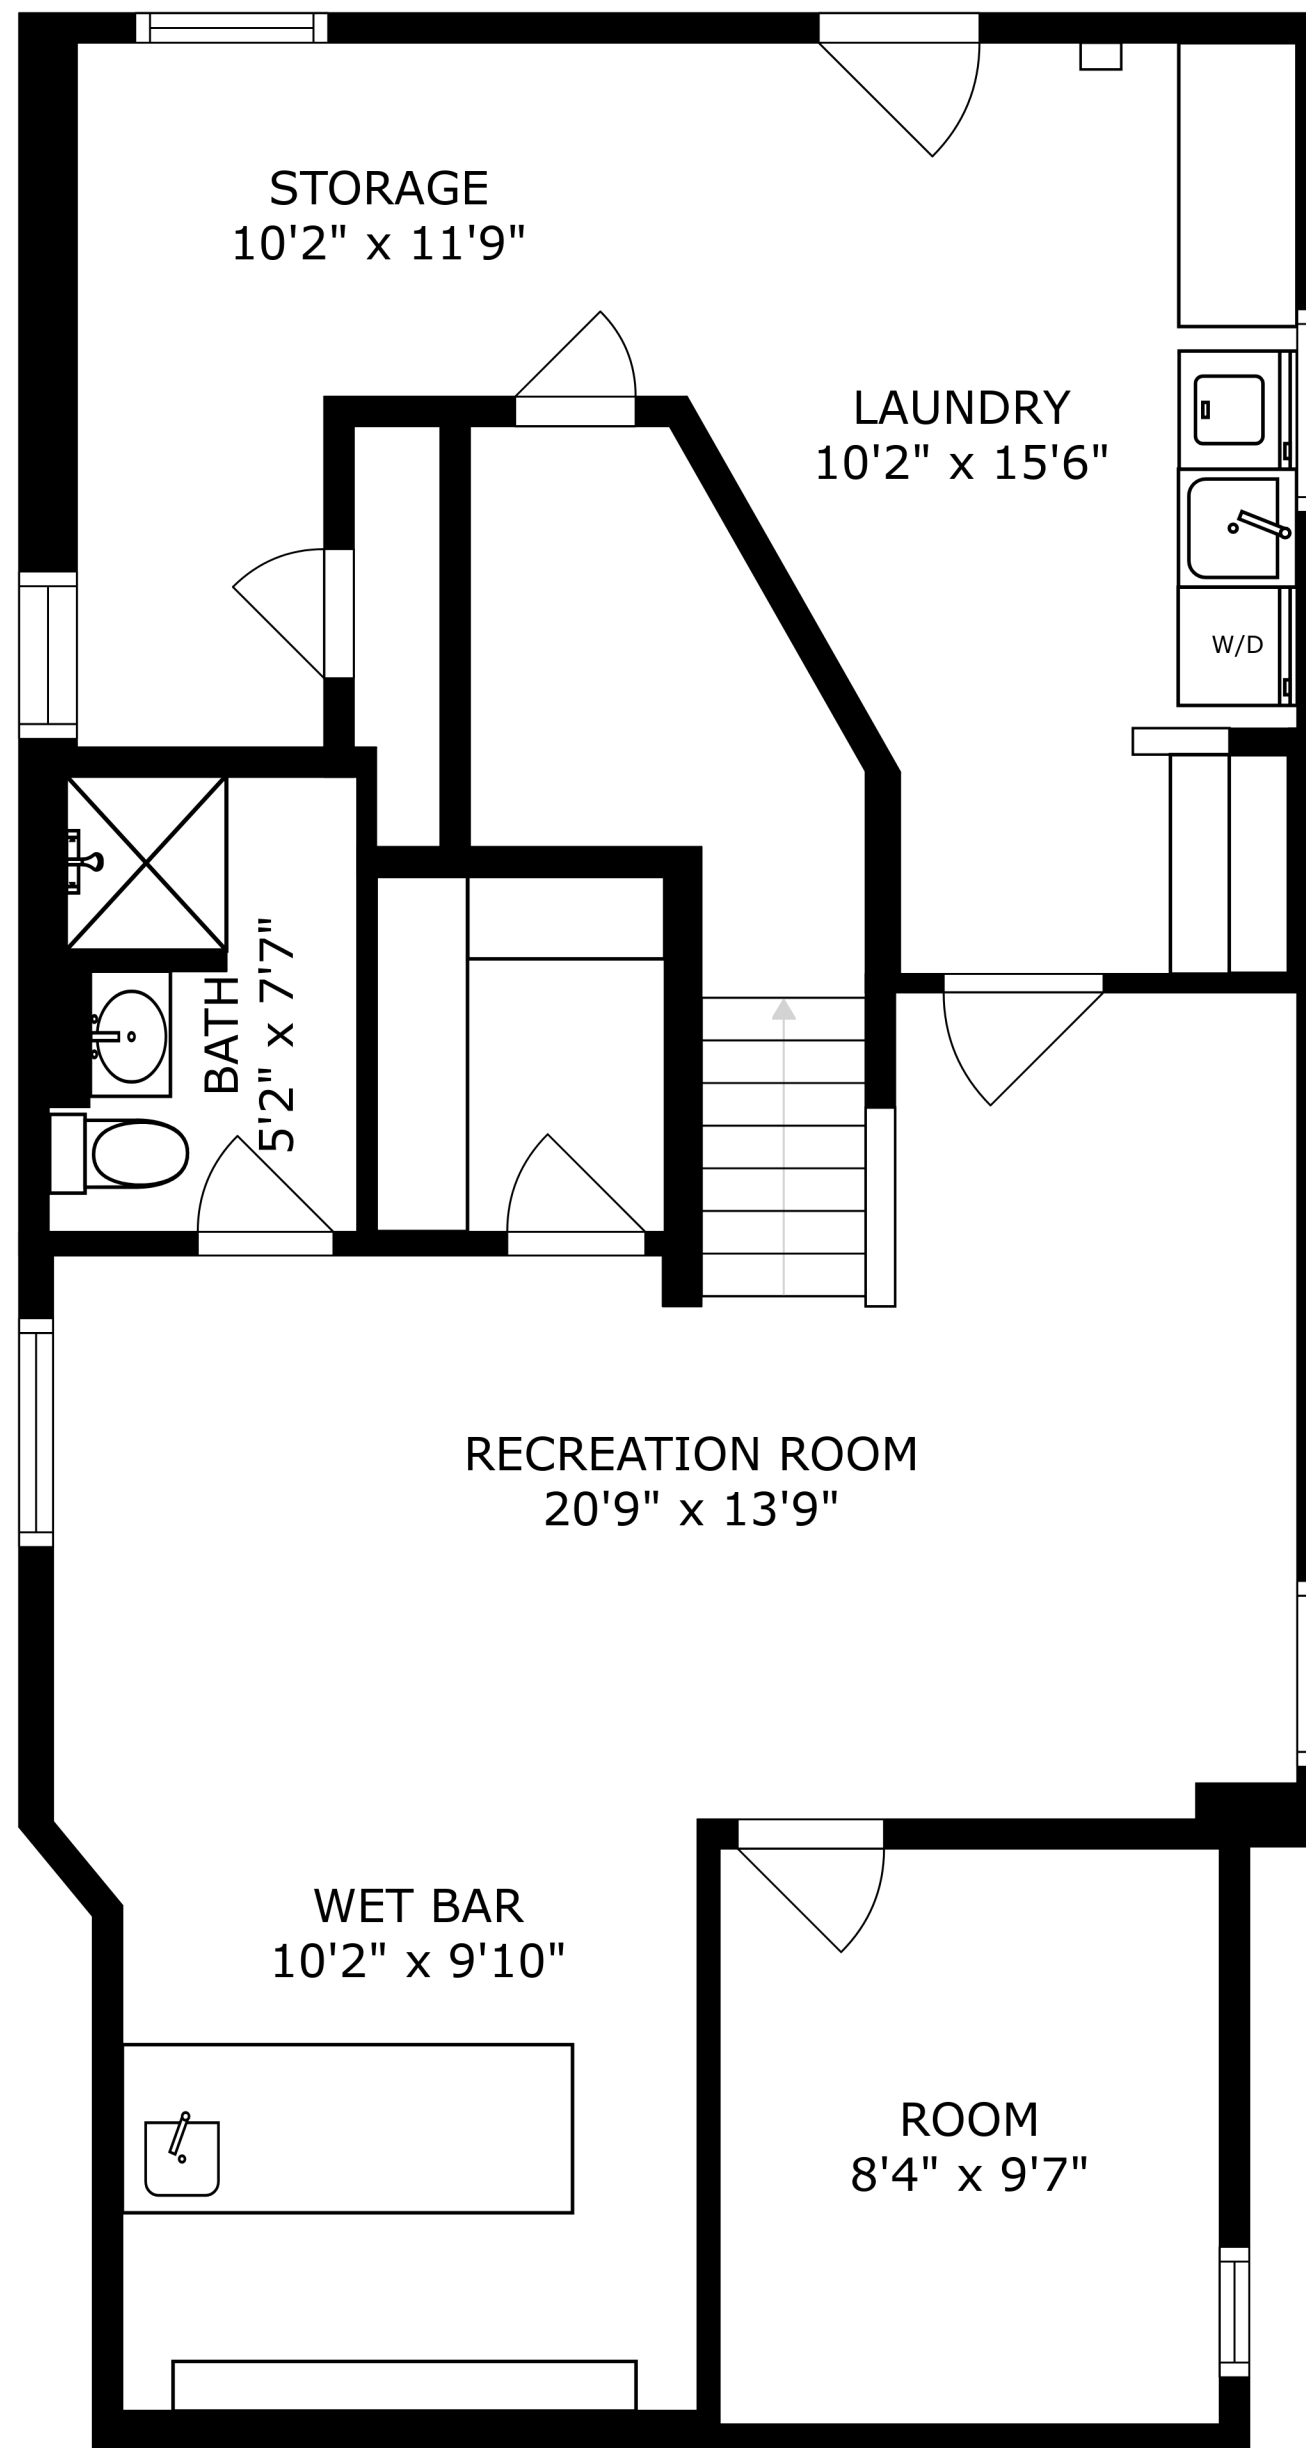 STORAGE
10'2" x 11'9"
LAUNDRY
10'2" x 15'6"
W/D
BATH
5'2" x 7'7"
RECREATION ROOM
20'9" x 13'9"
WET BAR
10'2" x 9'10"
ROOM
8'4" x 9'7"